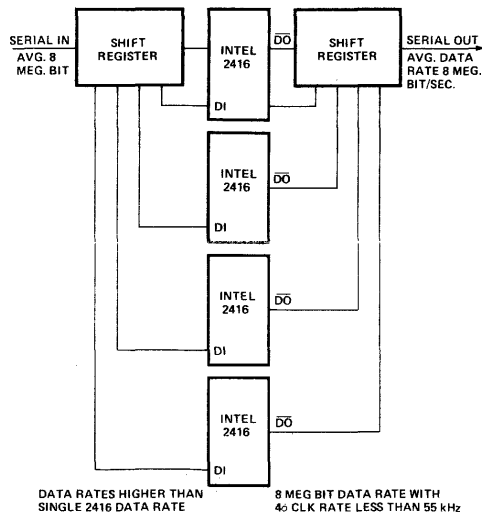 SERIAL IN
AVG. 8
MEG. BIT
SHIFT
REGISTER
INTEL
2416
DI
DO
SHIFT
REGISTER
SERIAL OUT
AVG. DATA
RATE 8 MEG.
BIT/SEC.
INTEL
2416
DO
DI
INTEL
2416
DO
DI
INTEL
2416
DO
DI
DATA RATES HIGHER THAN
SINGLE 2416 DATA RATE
8 MEG BIT DATA RATE WITH
4ϕ CLK RATE LESS THAN 55 kHz